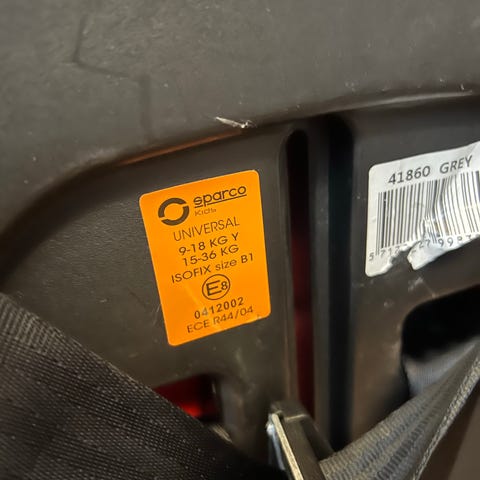 sparco
Kids
UNIVERSAL
9-18 KG Y
15-36 KG
ISOFIX size B1
E8
0412002
ECE R44/04
41860 GREY